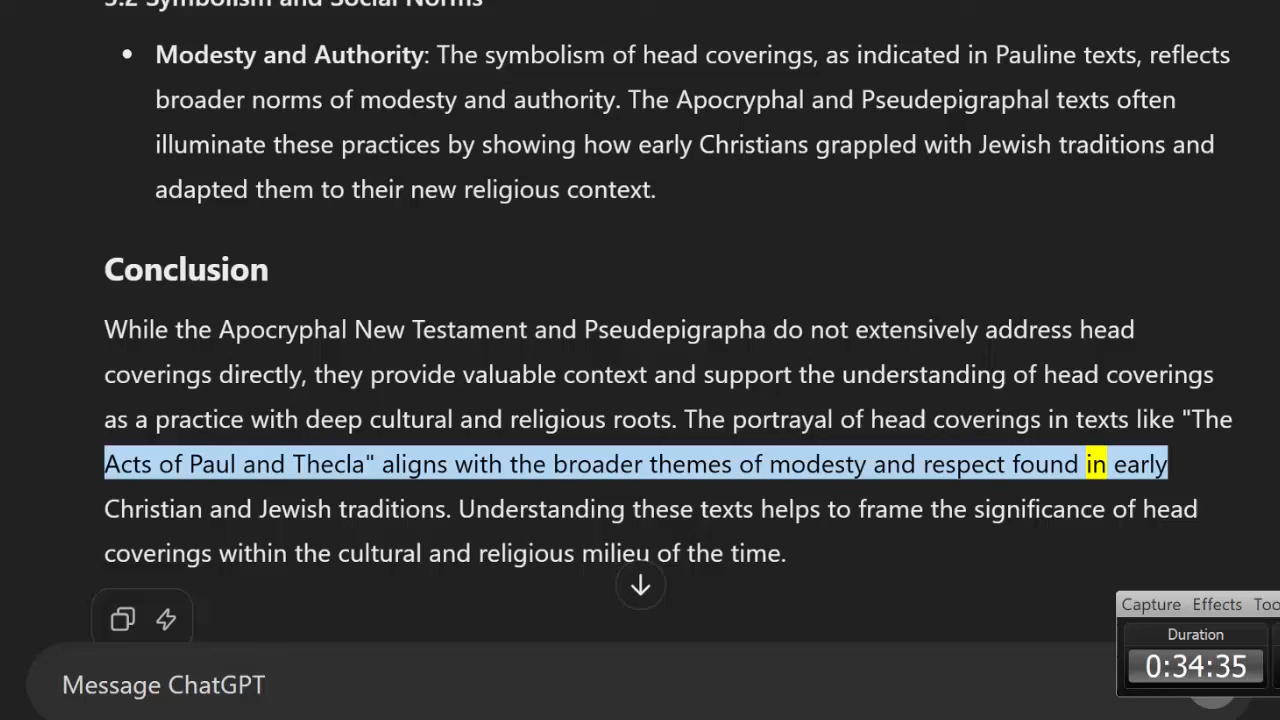 3.2 Symbolism and Social Norms
Modesty and Authority: The symbolism of head coverings, as indicated in Pauline texts, reflects
broader norms of modesty and authority. The Apocryphal and Pseudepigraphal texts often
illuminate these practices by showing how early Christians grappled with Jewish traditions and
adapted them to their new religious context.
Conclusion
While the Apocryphal New Testament and Pseudepigrapha do not extensively address head
coverings directly, they provide valuable context and support the understanding of head coverings
as a practice with deep cultural and religious roots. The portrayal of head coverings in texts like "The
Acts of Paul and Thecla" aligns with the broader themes of modesty and respect found in early
Christian and Jewish traditions. Understanding these texts helps to frame the significance of head
coverings within the cultural and religious milieu of the time.
Capture Effects Too
Duration
0:34:35
Message ChatGPT